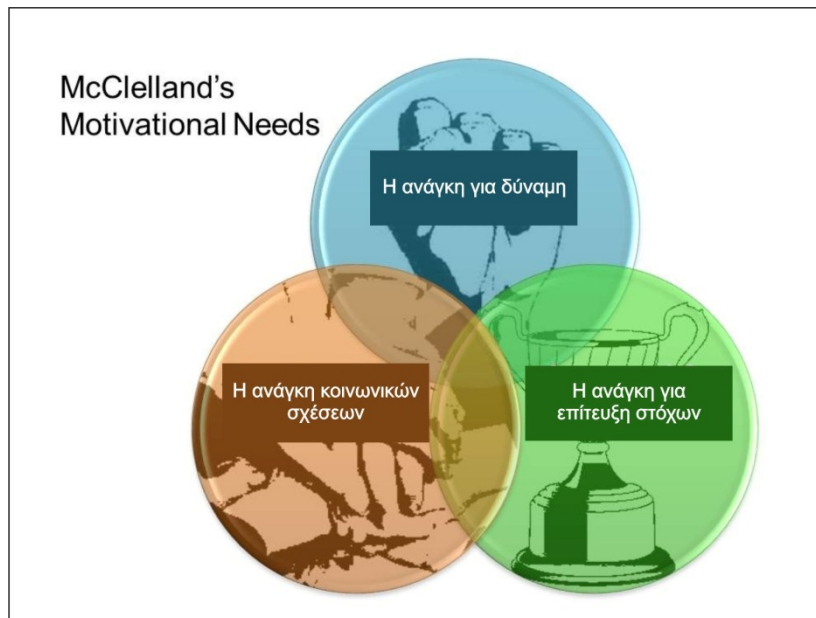 McClelland's
Motivational Needs
Η ανάγκη για δύναμη
Η ανάγκη κοινωνικών
σχέσεων
Η ανάγκη για
επίτευξη στόχων